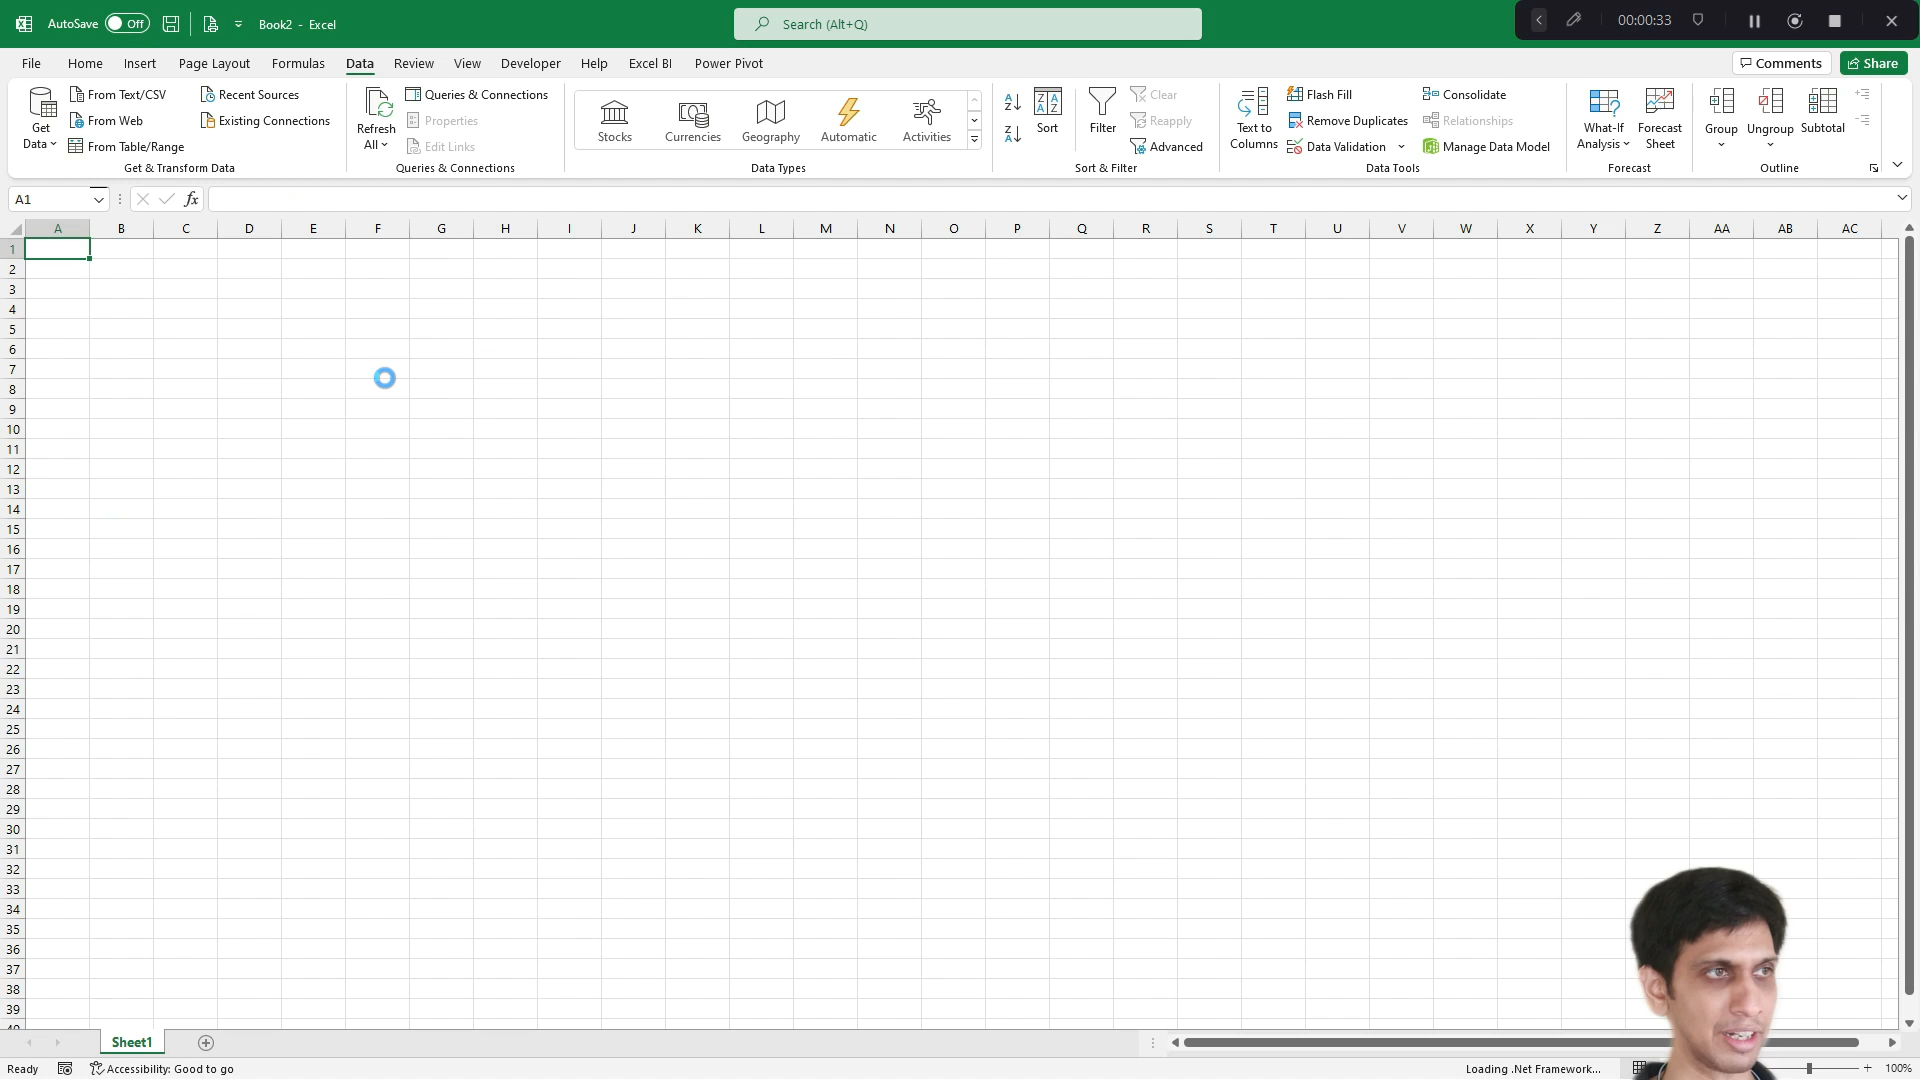 AutoSave Off Book2 - Excel Search (Alt+Q) 00:00:33
File Home Insert Page Layout Formulas Data Review View Developer Help Excel BI Power Pivot Comments Share
Get Data
From Text/CSV
From Web
From Table/Range
Recent Sources
Existing Connections
Get & Transform Data
Refresh All
Queries & Connections
Properties
Edit Links
Queries & Connections
Stocks Currencies Geography Automatic Activities
Data Types
Sort
Filter
Clear
Reapply
Advanced
Sort & Filter
Text to Columns
Flash Fill
Remove Duplicates
Data Validation
Consolidate
Relationships
Manage Data Model
Data Tools
What-If Analysis
Forecast Sheet
Forecast
Group Ungroup Subtotal
Outline
A1 fx
A B C D E F G H I J K L M N O P Q R S T U V W X Y Z AA AB AC
1
2
3
4
5
6
7
8
9
10
11
12
13
14
15
16
17
18
19
20
21
22
23
24
25
26
27
28
29
30
31
32
33
34
35
36
37
38
39
40
Sheet1
Ready Accessibility: Good to go Loading .Net Framework... 100%